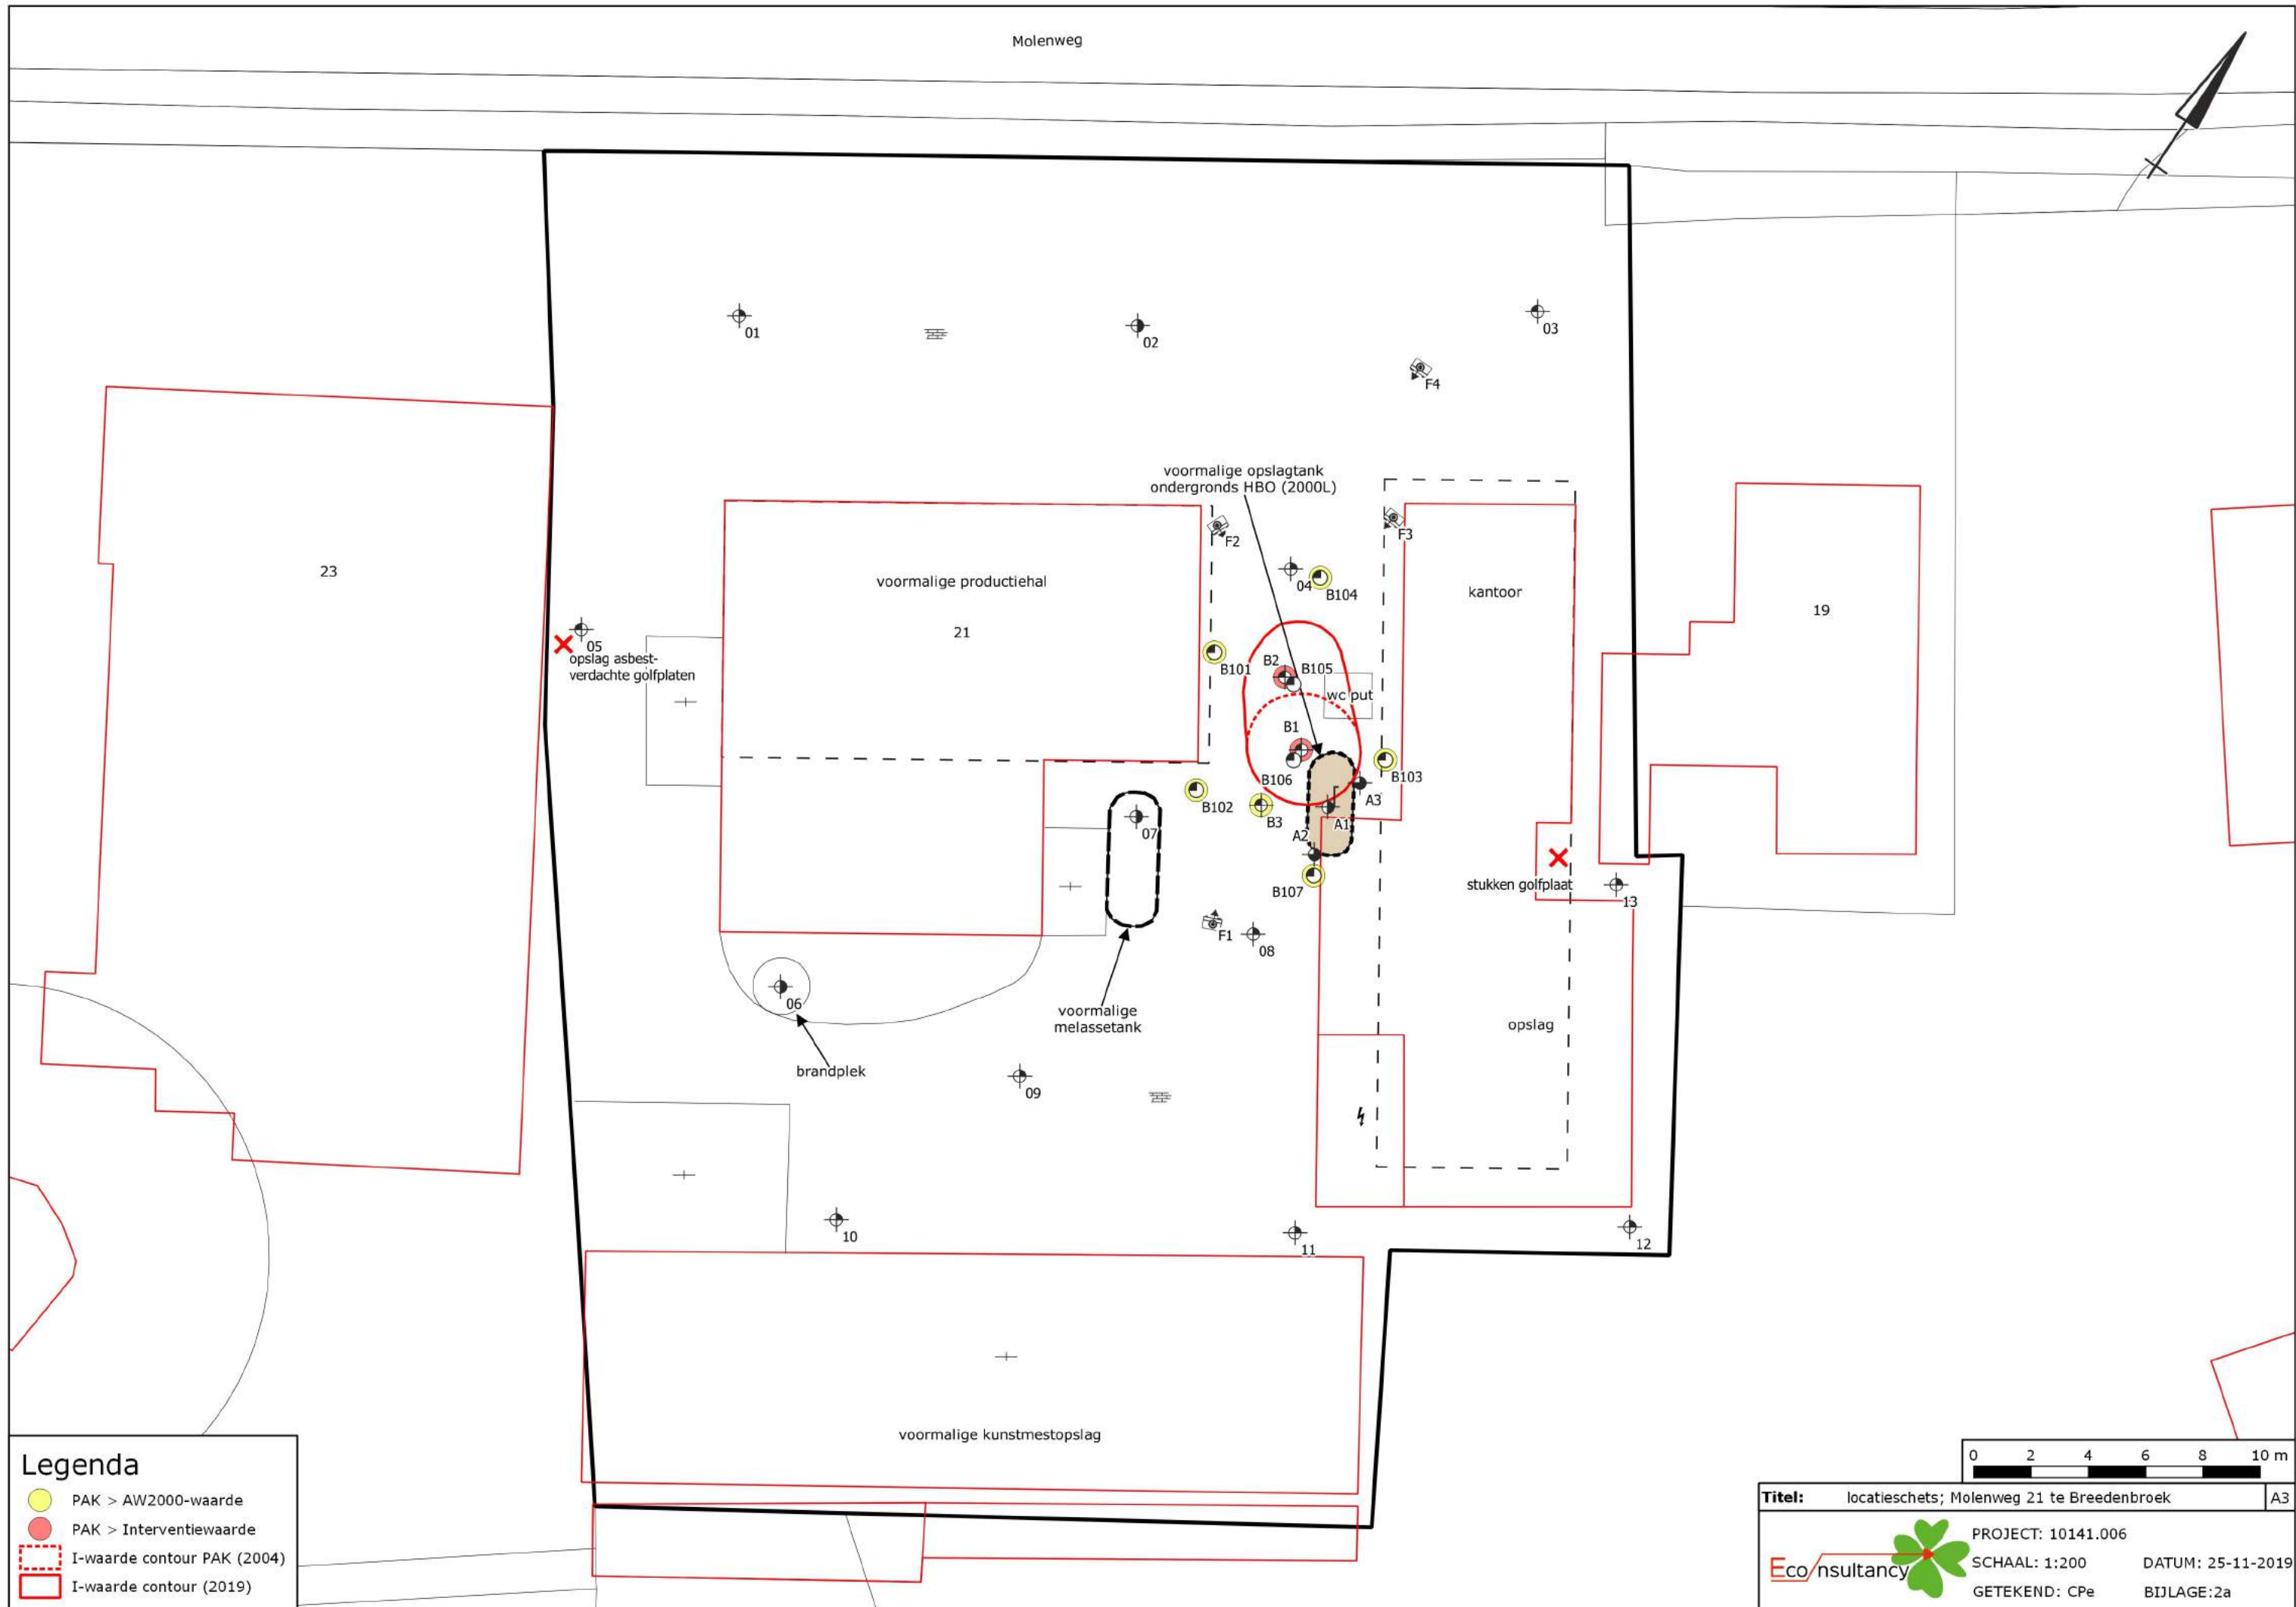 Molenweg
01
02
03
F4
voormalige opslagtank
ondergronds HBO (2000L)
F2
F3
23
voormalige productiehal
21
04
B104
kantoor
19
05
opslag asbest-
verdachte golfplaten
B101
B2
B105
wc put
B1
B106
B103
A3
B102
B3
07
A1
A2
B107
stukken golfplaat
13
F1
08
06
voormalige
melassetank
opslag
brandplek
09
10
11
12
voormalige kunstmestopslag
Legenda
PAK > AW2000-waarde
PAK > Interventiewaarde
I-waarde contour PAK (2004)
I-waarde contour (2019)
0 2 4 6 8 10 m
Titel: locatieschets; Molenweg 21 te Breedenbroek A3
Eco nsultancy
PROJECT: 10141.006
SCHAAL: 1:200 DATUM: 25-11-2019
GETEKEND: CPe BIJLAGE:2a